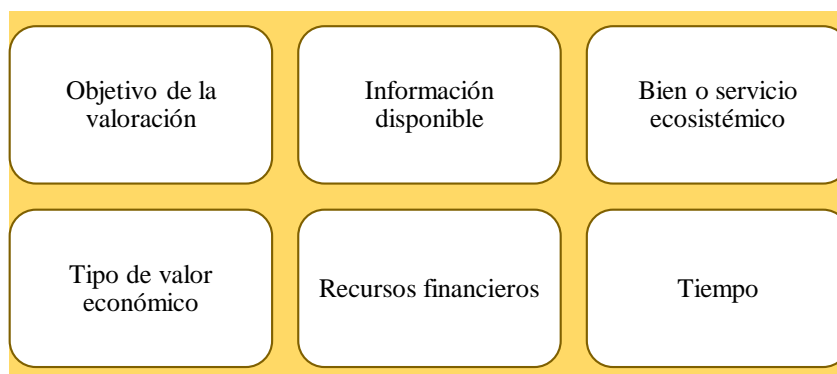 Objetivo de la
valoración
Información
disponible
Bien o servicio
ecosistémico
Tipo de valor
económico
Recursos financieros
Tiempo